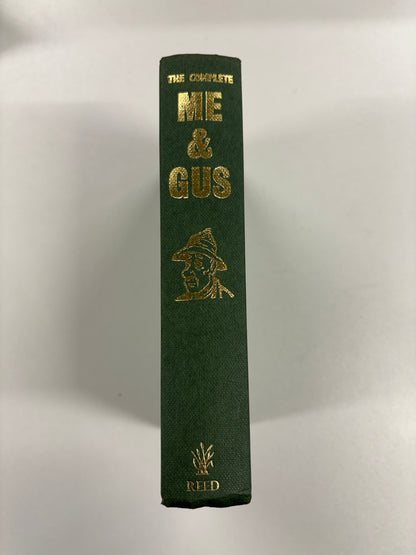 THE COMPLETE
ME
&
GUS
REED